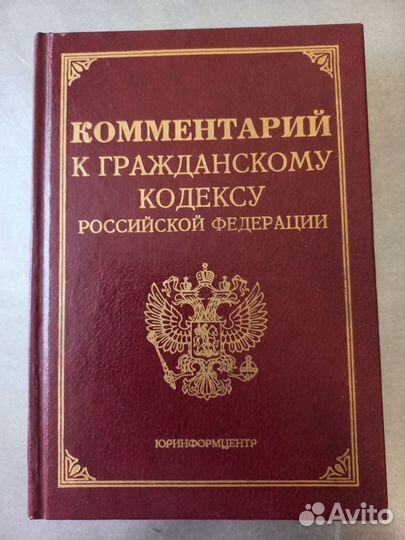 КОММЕНТАРИЙ
К ГРАЖДАНСКОМУ
КОДЕКСУ
РОССИЙСКОЙ ФЕДЕРАЦИИ
ЮРИНФОРМЦЕНТР
Avito